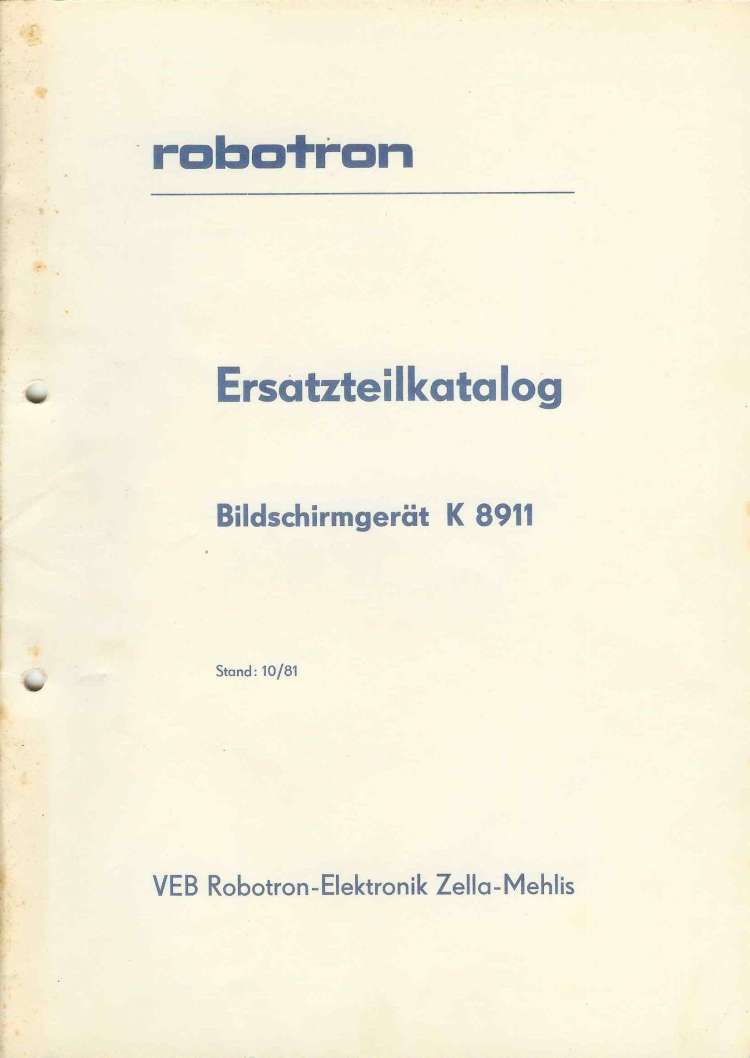 robotron
Ersatzteilkatalog
Bildschirmgerät K 8911
Stand: 10/81
VEB Robotron-Elektronik Zella-Mehlis